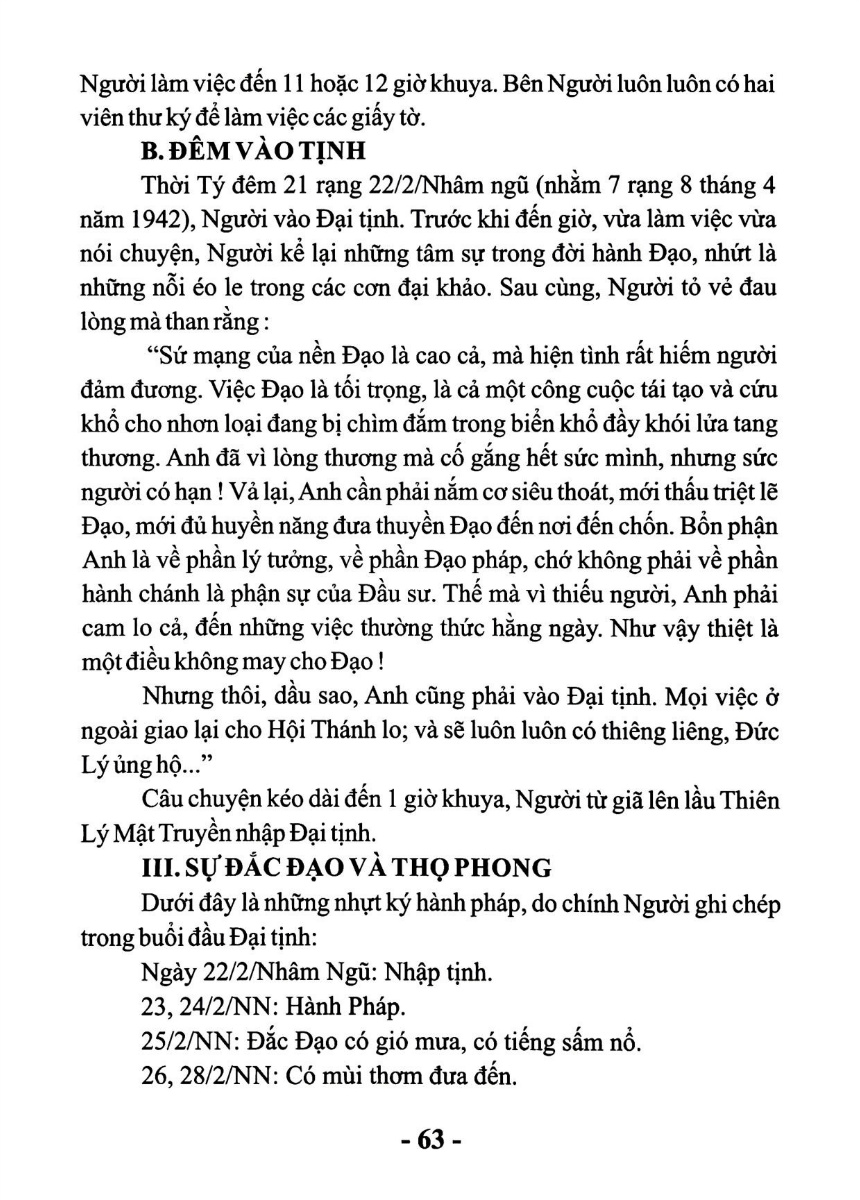 Người làm việc đến 11 hoặc 12 giờ khuya. Bên Người luôn luôn có hai
viên thư ký để làm việc các giấy tờ.
B. ĐÊM VÀO TỊNH
Thời Tý đêm 21 rạng 22/2/Nhâm ngũ (nhằm 7 rạng 8 tháng 4
năm 1942), Người vào Đại tịnh. Trước khi đến giờ, vừa làm việc vừa
nói chuyện, Người kể lại những tâm sự trong đời hành Đạo, nhứt là
những nỗi éo le trong các cơn đại khảo. Sau cùng, Người tỏ vẻ đau
lòng mà than rằng :
“Sứ mạng của nền Đạo là cao cả, mà hiện tình rất hiếm người
đảm đương. Việc Đạo là tối trọng, là cả một công cuộc tái tạo và cứu
khổ cho nhơn loại đang bị chìm đắm trong biển khổ đầy khói lửa tang
thương. Anh đã vì lòng thương mà cố gắng hết sức mình, nhưng sức
người có hạn ! Vả lại, Anh cần phải nắm cơ siêu thoát, mới thấu triệt lẽ
Đạo, mới đủ huyền năng đưa thuyền Đạo đến nơi đến chốn. Bổn phận
Anh là về phần lý tưởng, về phần Đạo pháp, chớ không phải về phần
hành chánh là phận sự của Đầu sư. Thế mà vì thiếu người, Anh phải
cam lo cả, đến những việc thường thức hằng ngày. Như vậy thiệt là
một điều không may cho Đạo !
Nhưng thôi, dầu sao, Anh cũng phải vào Đại tịnh. Mọi việc ở
ngoài giao lại cho Hội Thánh lo; và sẽ luôn luôn có thiêng liêng, Đức
Lý ủng hộ...”
Câu chuyện kéo dài đến 1 giờ khuya, Người từ giã lên lầu Thiên
Lý Mật Truyền nhập Đại tịnh.
III. SỰ ĐẮC ĐẠO VÀ THỌ PHONG
Dưới đây là những nhựt ký hành pháp, do chính Người ghi chép
trong buổi đầu Đại tịnh:
Ngày 22/2/Nhâm Ngũ: Nhập tịnh.
23, 24/2/NN: Hành Pháp.
25/2/NN: Đắc Đạo có gió mưa, có tiếng sấm nổ.
26, 28/2/NN: Có mùi thơm đưa đến.
- 63 -